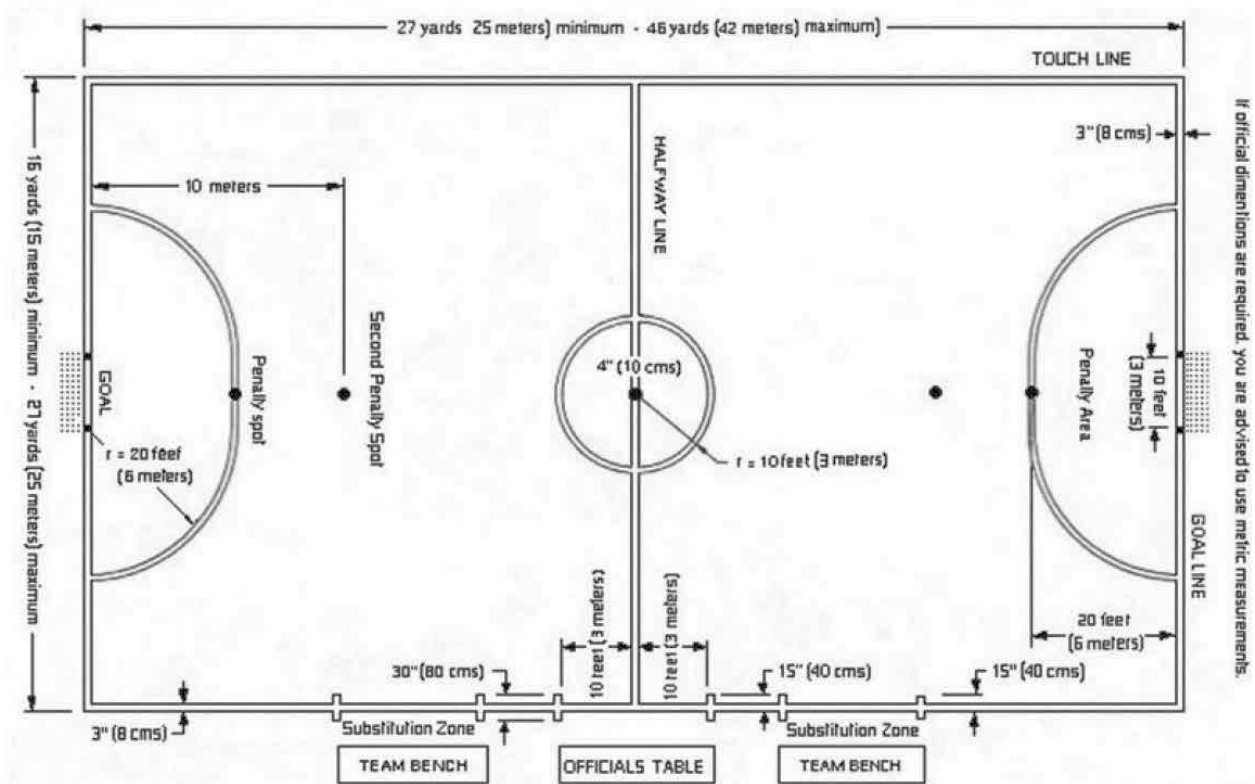 27 yards 25 meters) minimum - 46 yards (42 meters) maximum)
TOUCH LINE
3" (8 cms)
10 meters
HALFWAY LINE
16 yards (15 meters) minimum - 27 yards (25 meters) maximum
If official dimentions are required, you are advised to use metric measurements.
Second Penally Spot
Penally spot
GOAL
4" (10 cms)
Penally Area
10 feet
(3 meters)
r = 20 feet
(6 meters)
r = 10 feet (3 meters)
GOAL LINE
10 feet (3 meters)
10 feet (3 meters)
20 feet
(6 meters)
30" (80 cms)
15" (40 cms)
15" (40 cms)
3" (8 cms)
Substitution Zone
Substitution Zone
TEAM BENCH
OFFICIALS TABLE
TEAM BENCH